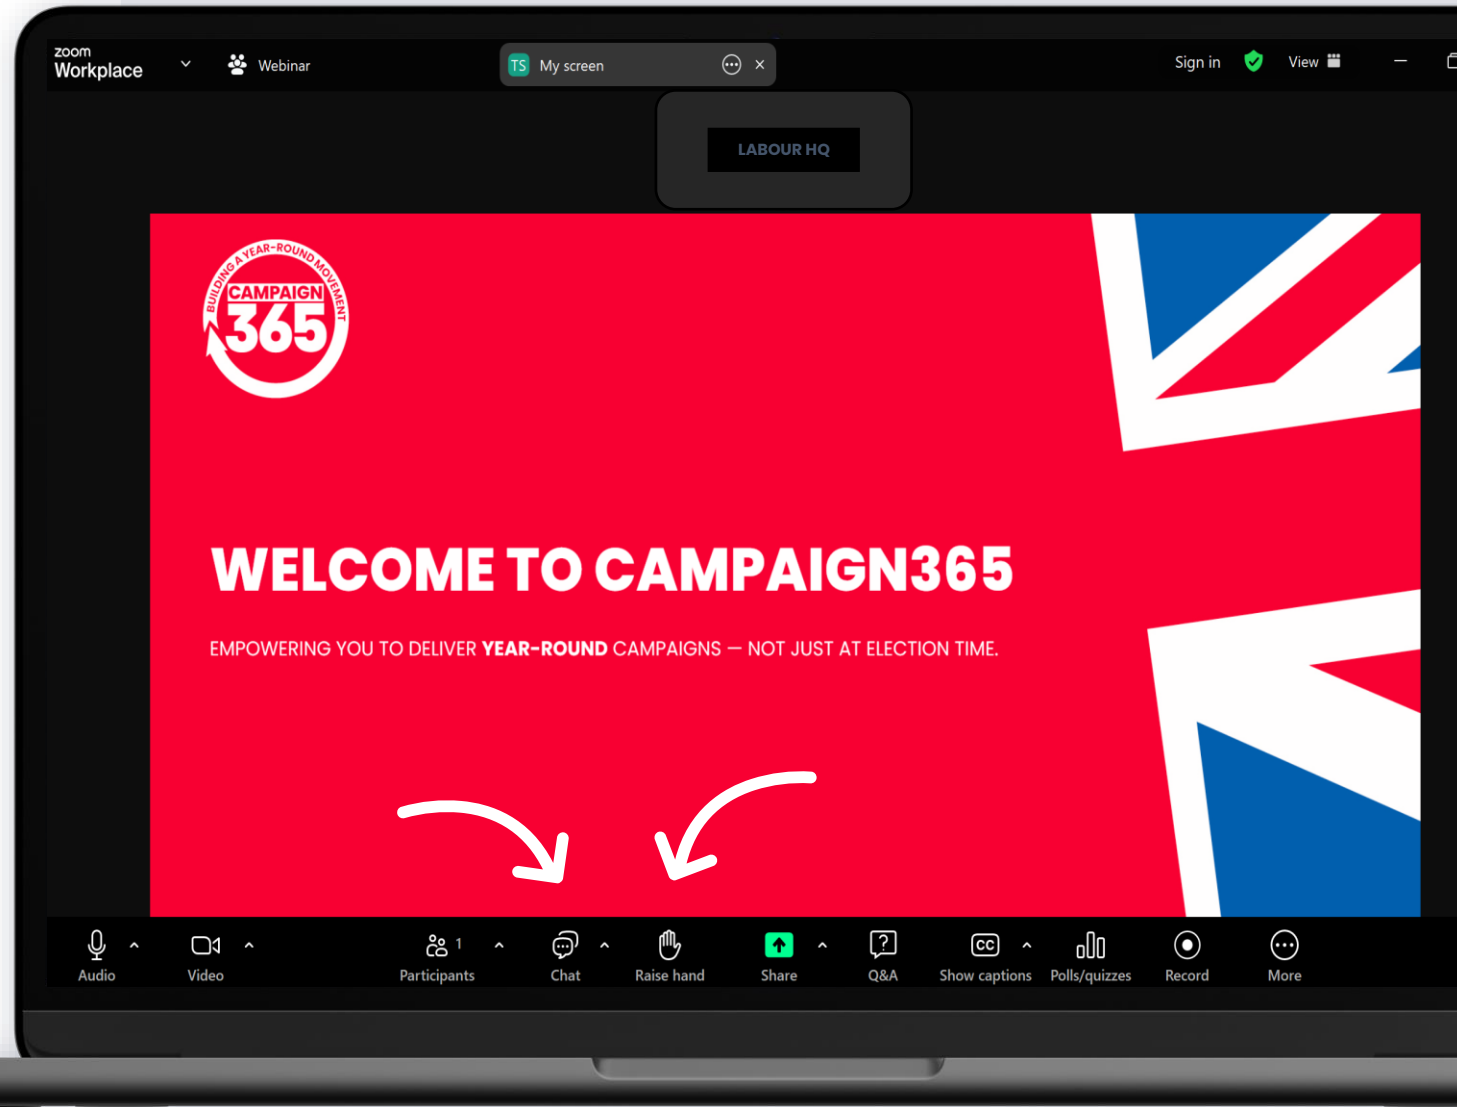 zoom
Workplace
Webinar
TS My screen
Sign in
View
LABOUR HQ
BUILDING A YEAR-ROUND MOVEMENT
CAMPAIGN
365
WELCOME TO CAMPAIGN365
EMPOWERING YOU TO DELIVER YEAR-ROUND CAMPAIGNS — NOT JUST AT ELECTION TIME.
Audio
Video
1
Participants
Chat
Raise hand
Share
Q&A
CC
Show captions
Polls/quizzes
Record
More